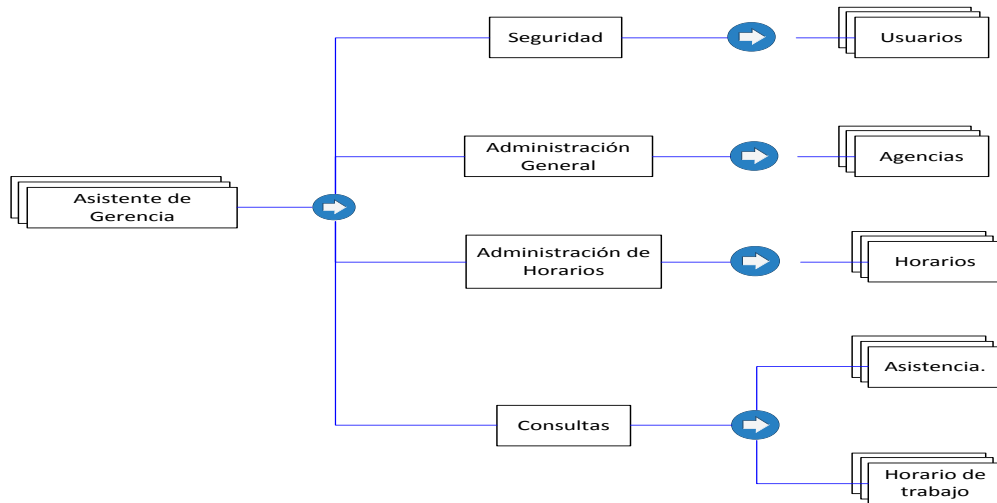 Seguridad
Usuarios
Administración
General
Agencias
Asistente de
Gerencia
Administración de
Horarios
Horarios
Asistencia.
Consultas
Horario de
trabajo